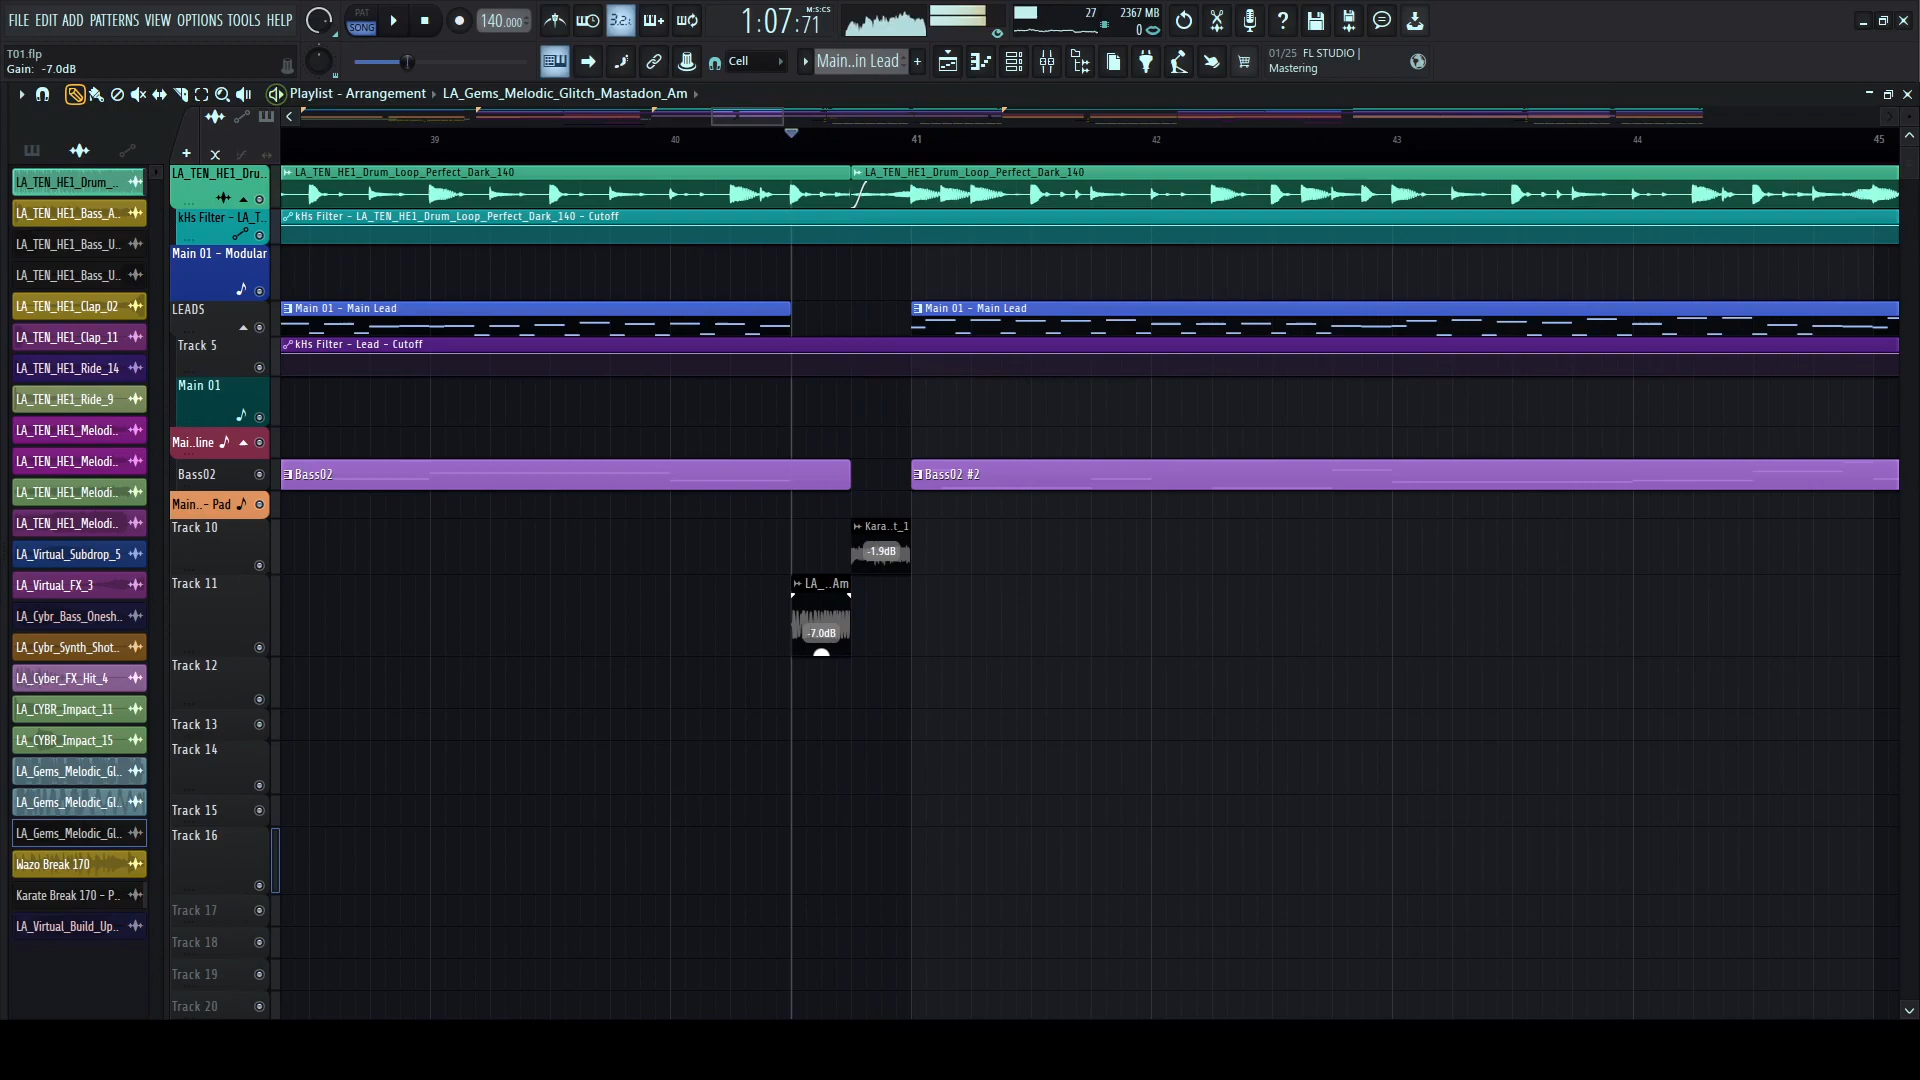 FILE EDIT ADD PATTERNS VIEW OPTIONS TOOLS HELP
PAT
SONG
140.000
3.2.
1:07:71
M:S:CS
27
2367 MB
0
T01.flp
Gain: -7.0dB
Cell
Main..in Lead
01/25 FL STUDIO |
Mastering
Playlist - Arrangement
LA_Gems_Melodic_Glitch_Mastadon_Am
39
40
41
42
43
44
45
LA_TEN_HE1_Drum_..
LA_TEN_HE1_Bass_A..
LA_TEN_HE1_Bass_U..
LA_TEN_HE1_Bass_U..
LA_TEN_HE1_Clap_02
LA_TEN_HE1_Clap_11
LA_TEN_HE1_Ride_14
LA_TEN_HE1_Ride_9
LA_TEN_HE1_Melodi..
LA_TEN_HE1_Melodi..
LA_TEN_HE1_Melodi..
LA_TEN_HE1_Melodi..
LA_Virtual_Subdrop_5
LA_Virtual_FX_3
LA_Cybr_Bass_Onesh..
LA_Cybr_Synth_Shot..
LA_Cyber_FX_Hit_4
LA_CYBR_Impact_11
LA_CYBR_Impact_15
LA_Gems_Melodic_Gl..
LA_Gems_Melodic_Gl..
LA_Gems_Melodic_Gl..
Wazo Break 170
Karate Break 170 - P..
LA_Virtual_Build_Up..
LA_TEN_HE1_Dru..
kHs Filter - LA_T..
Main 01 - Modular
LEADS
Track 5
Main 01
Mai..line
Bass02
Main..- Pad
Track 10
Track 11
Track 12
Track 13
Track 14
Track 15
Track 16
Track 17
Track 18
Track 19
Track 20
LA_TEN_HE1_Drum_Loop_Perfect_Dark_140
LA_TEN_HE1_Drum_Loop_Perfect_Dark_140
kHs Filter - LA_TEN_HE1_Drum_Loop_Perfect_Dark_140 - Cutoff
Main 01 - Main Lead
Main 01 - Main Lead
kHs Filter - Lead - Cutoff
Bass02
Bass02 #2
Kara..t_1
-1.9dB
LA_..Am
-7.0dB